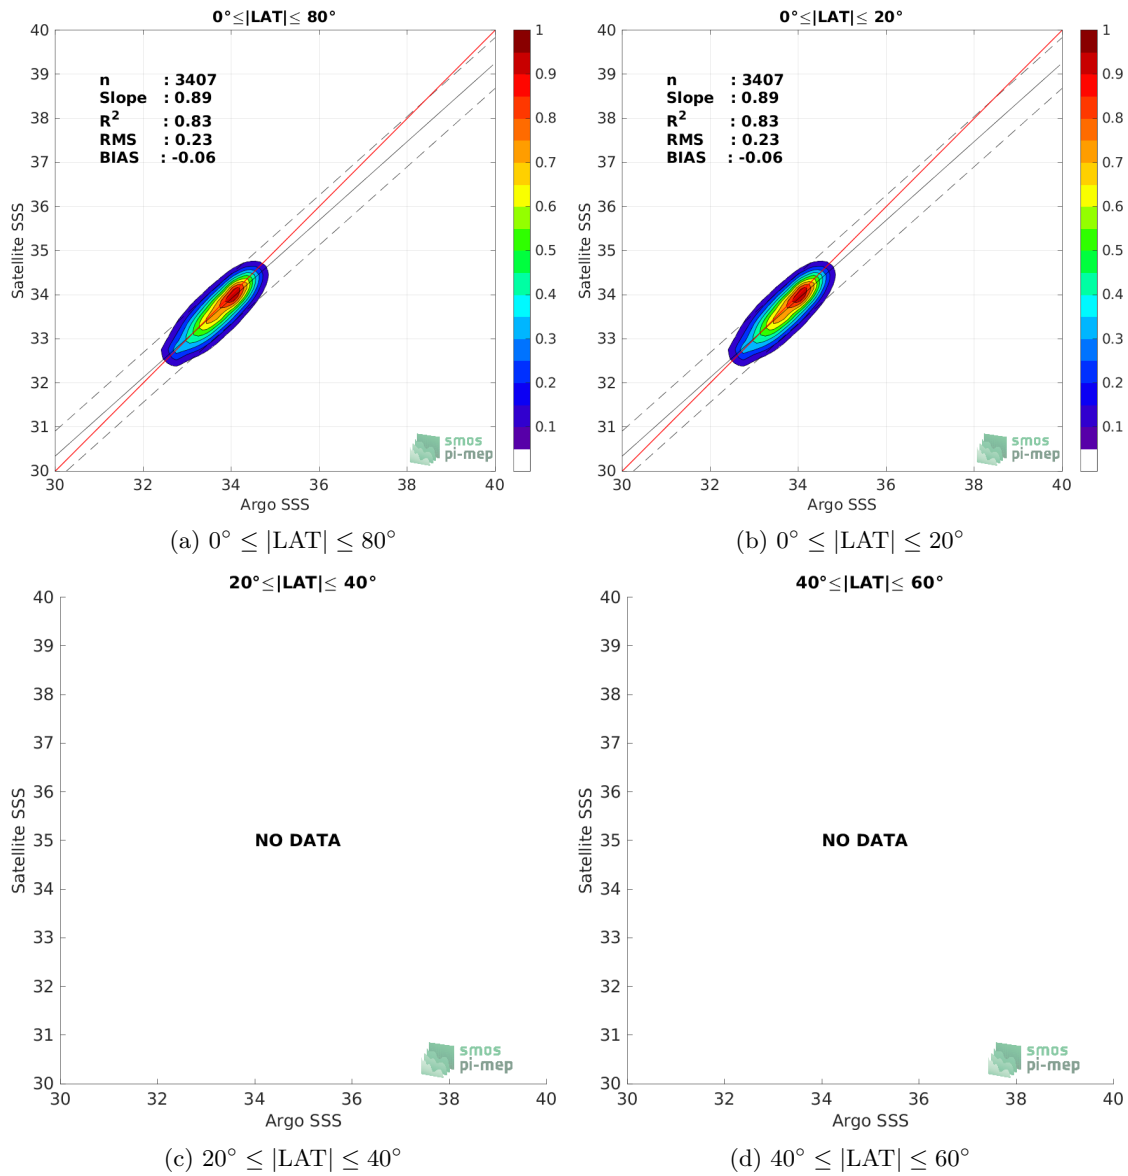 0°≤|LAT|≤ 80°
40
39
38
37
36
35
34
33
32
31
30
Satellite SSS
n : 3407
Slope : 0.89
R² : 0.83
RMS : 0.23
BIAS : -0.06
1
0.9
0.8
0.7
0.6
0.5
0.4
0.3
0.2
0.1
smos
pi-mep
30 32 34 36 38 40
Argo SSS
(a) 0° ≤ |LAT| ≤ 80°
0°≤|LAT|≤ 20°
40
39
38
37
36
35
34
33
32
31
30
Satellite SSS
n : 3407
Slope : 0.89
R² : 0.83
RMS : 0.23
BIAS : -0.06
1
0.9
0.8
0.7
0.6
0.5
0.4
0.3
0.2
0.1
smos
pi-mep
30 32 34 36 38 40
Argo SSS
(b) 0° ≤ |LAT| ≤ 20°
20°≤|LAT|≤ 40°
40
39
38
37
36
35
34
33
32
31
30
Satellite SSS
NO DATA
smos
pi-mep
30 32 34 36 38 40
Argo SSS
(c) 20° ≤ |LAT| ≤ 40°
40°≤|LAT|≤ 60°
40
39
38
37
36
35
34
33
32
31
30
Satellite SSS
NO DATA
smos
pi-mep
30 32 34 36 38 40
Argo SSS
(d) 40° ≤ |LAT| ≤ 60°